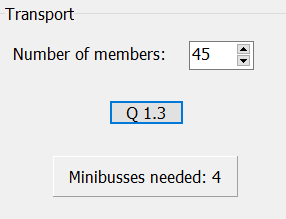 Transport
Number of members: 45
Q 1.3
Minibusses needed: 4